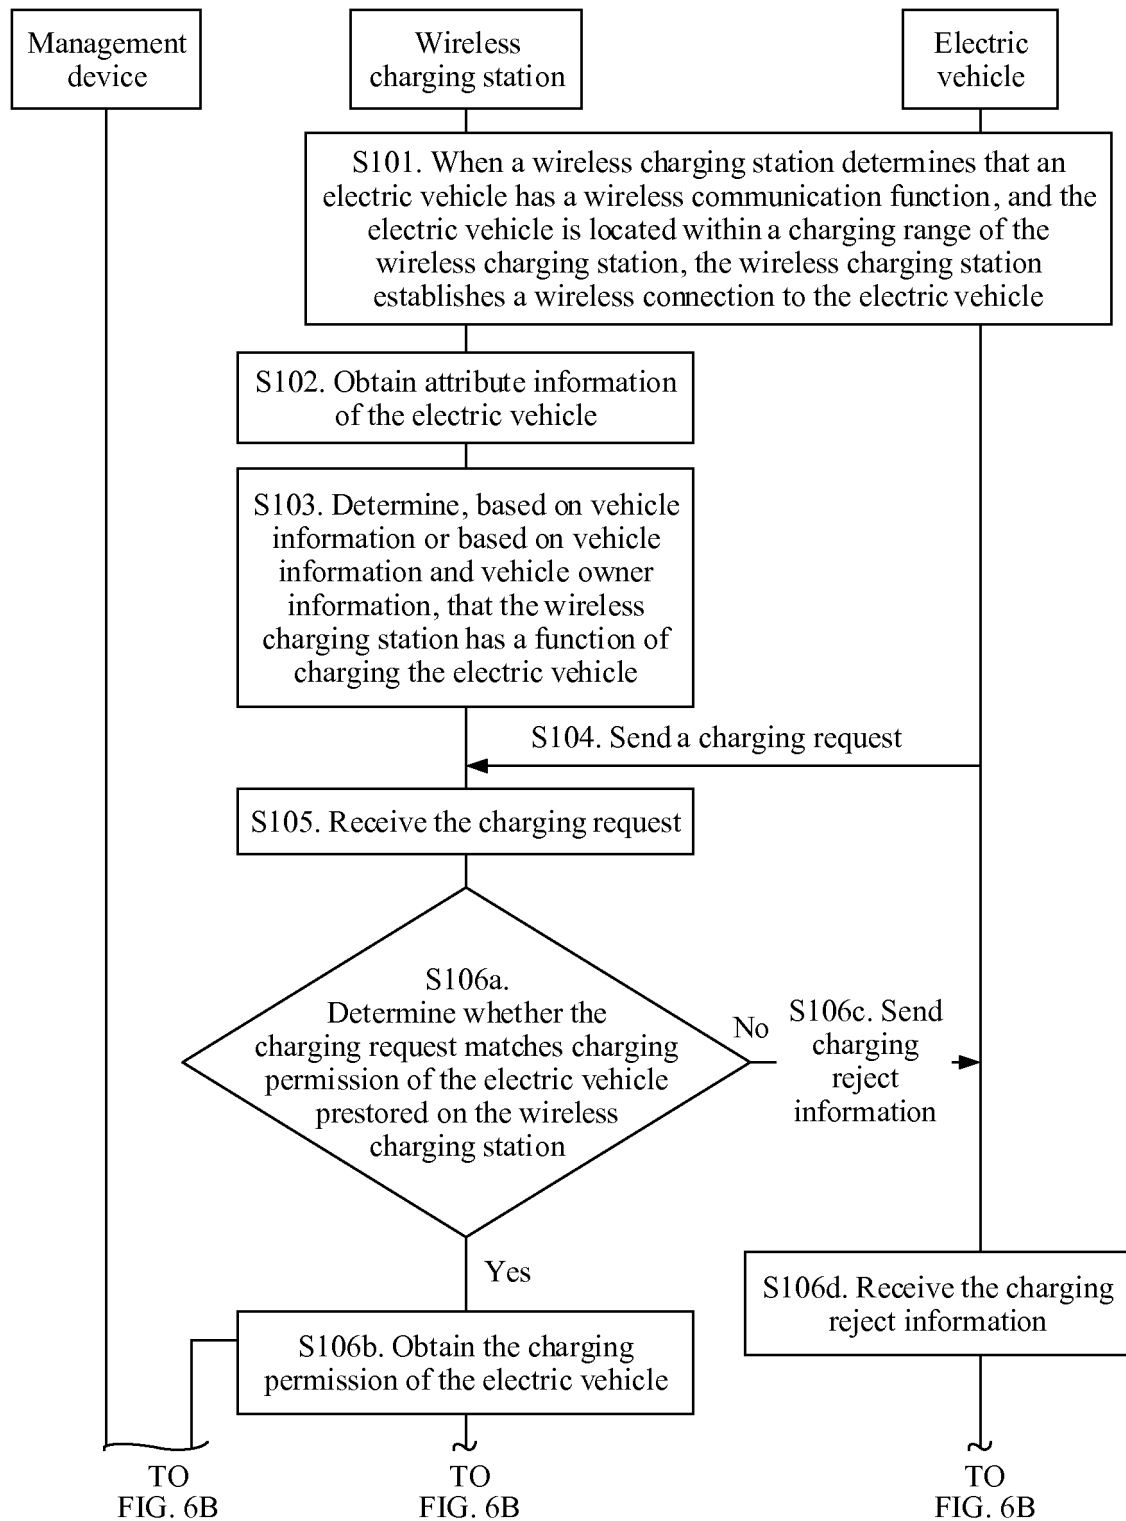 Management
device
Wireless
charging station
Electric
vehicle
S101. When a wireless charging station determines that an
electric vehicle has a wireless communication function, and the
electric vehicle is located within a charging range of the
wireless charging station, the wireless charging station
establishes a wireless connection to the electric vehicle
S102. Obtain attribute information
of the electric vehicle
S103. Determine, based on vehicle
information or based on vehicle
information and vehicle owner
information, that the wireless
charging station has a function of
charging the electric vehicle
S104. Send a charging request
S105. Receive the charging request
S106a.
Determine whether the
charging request matches charging
permission of the electric vehicle
prestored on the wireless
charging station
No
S106c. Send
charging
reject
information
Yes
S106d. Receive the charging
reject information
S106b. Obtain the charging
permission of the electric vehicle
TO
FIG. 6B
TO
FIG. 6B
TO
FIG. 6B